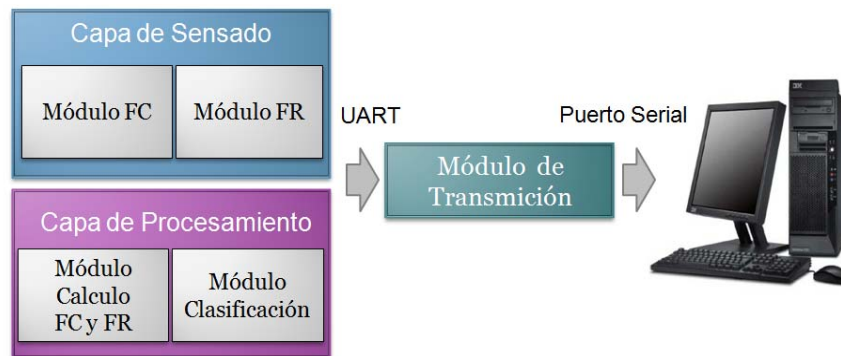 Capa de Sensado
Módulo FC
Módulo FR
UART
Puerto Serial
Módulo de
Transmición
Capa de Procesamiento
Módulo
Calculo
FC y FR
Módulo
Clasificación